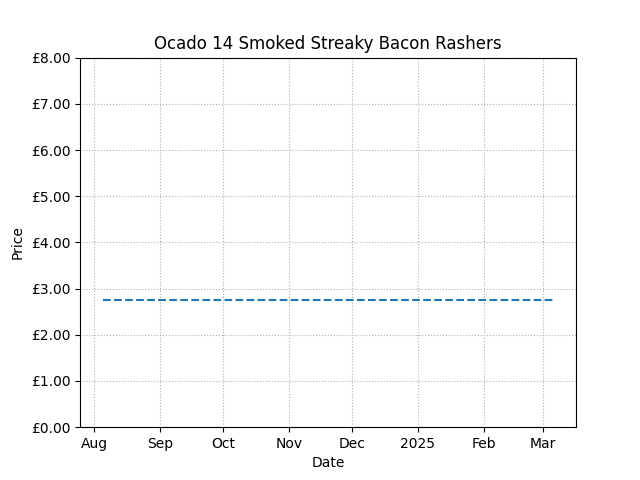 Ocado 14 Smoked Streaky Bacon Rashers
£8.00
£7.00
£6.00
£5.00
£4.00
£3.00
£2.00
£1.00
£0.00
Price
Aug Sep Oct Nov Dec 2025 Feb Mar
Date